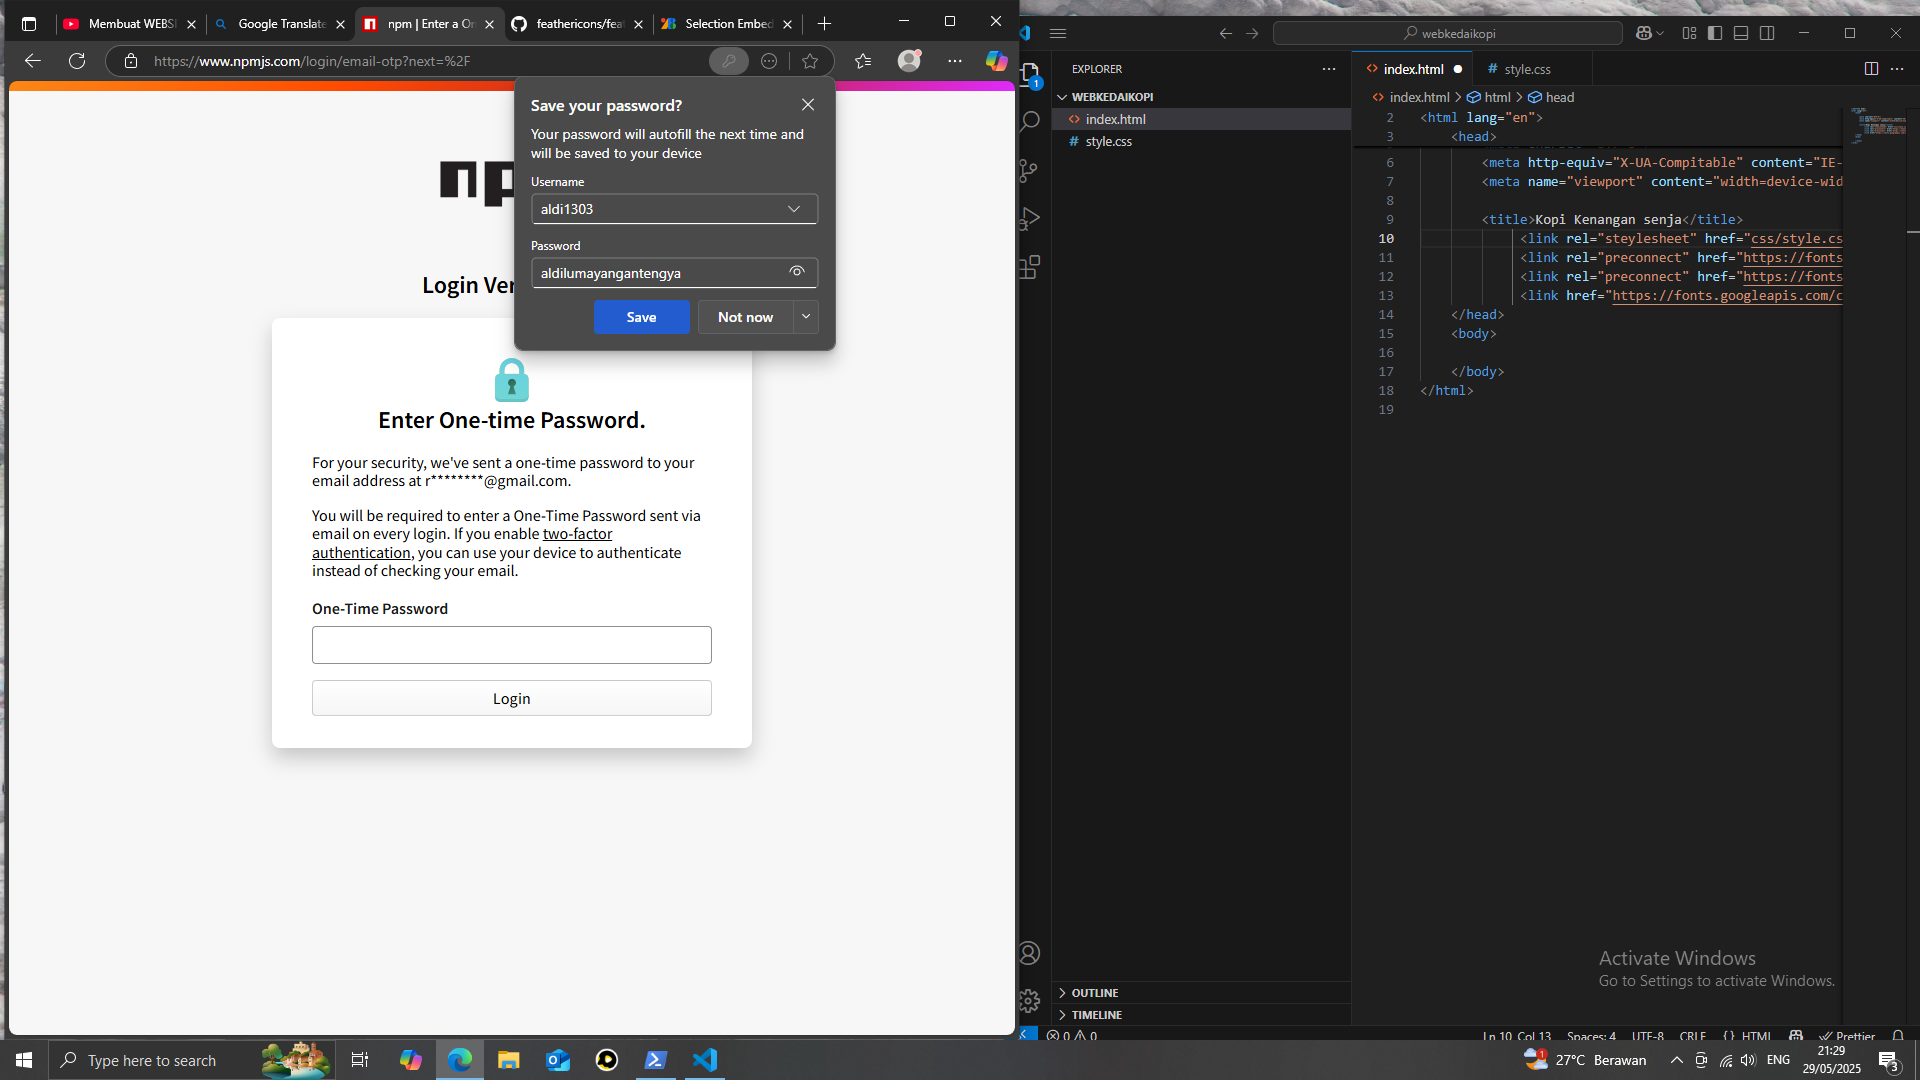 Membuat WEBSI
Google Translate
npm | Enter a On
feathericons/feat
Selection Embed
https://www.npmjs.com/login/email-otp?next=%2F
Save your password?
Your password will autofill the next time and
will be saved to your device
Username
aldi1303
Password
aldilumayangantengya
Save
Not now
np
Login Ver
Enter One-time Password.
For your security, we've sent a one-time password to your
email address at r********@gmail.com.
You will be required to enter a One-Time Password sent via
email on every login. If you enable two-factor
authentication, you can use your device to authenticate
instead of checking your email.
One-Time Password
Login
webkedaikopi
EXPLORER
WEBKEDAIKOPI
index.html
style.css
1
OUTLINE
TIMELINE
index.html
style.css
index.html > html > head
2 <html lang="en">
3 <head>
6 <meta http-equiv="X-UA-Compitable" content="IE-
7 <meta name="viewport" content="width=device-wid
8
9 <title>Kopi Kenangan senja</title>
10 <link rel="steylesheet" href="css/style.cs
11 <link rel="preconnect" href="https://fonts
12 <link rel="preconnect" href="https://fonts
13 <link href="https://fonts.googleapis.com/c
14 </head>
15 <body>
16
17 </body>
18 </html>
19
Activate Windows
Go to Settings to activate Windows.
0 0
Ln 10, Col 13
Spaces: 4
UTF-8
CRLF
{ } HTML
Prettier
Type here to search
1
27°C Berawan
ENG
21:29
29/05/2025
3